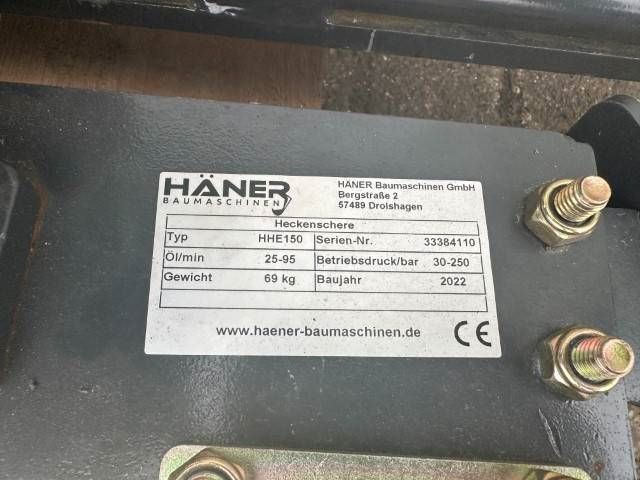 HÄNER
BAUMASCHINEN
HÄNER Baumaschinen GmbH
Bergstraße 2
57489 Drolshagen
Heckenschere
Typ HHE150 Serien-Nr. 33384110
Öl/min 25-95 Betriebsdruck/bar 30-250
Gewicht 69 kg Baujahr 2022
www.haener-baumaschinen.de CE